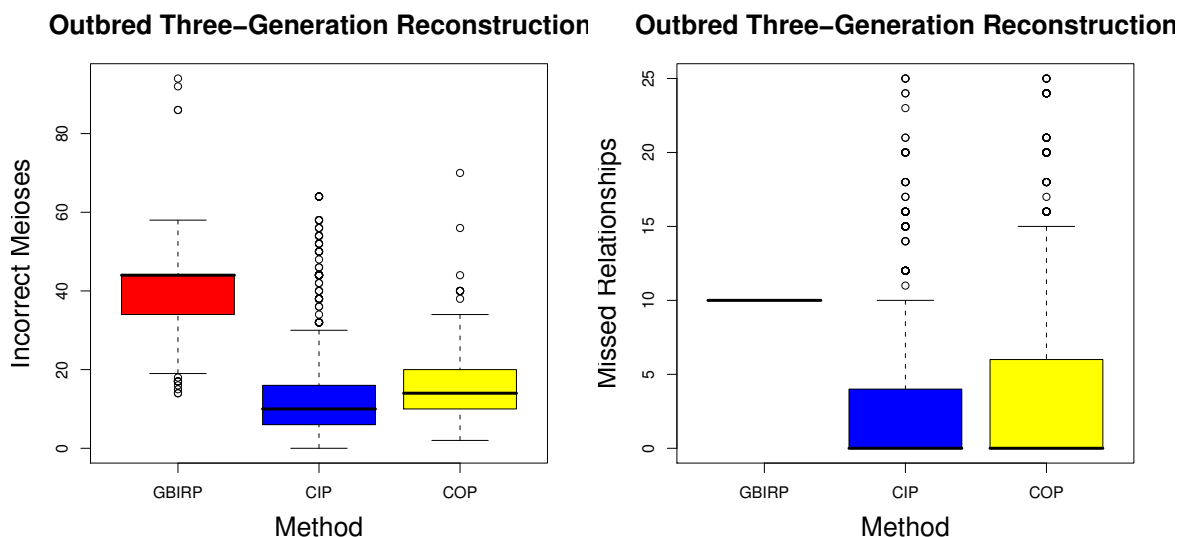 Outbred Three−Generation Reconstruction
Incorrect Meioses
80
60
40
20
0
GBIRP CIP COP
Method
Outbred Three−Generation Reconstruction
Missed Relationships
25
20
15
10
5
0
GBIRP CIP COP
Method